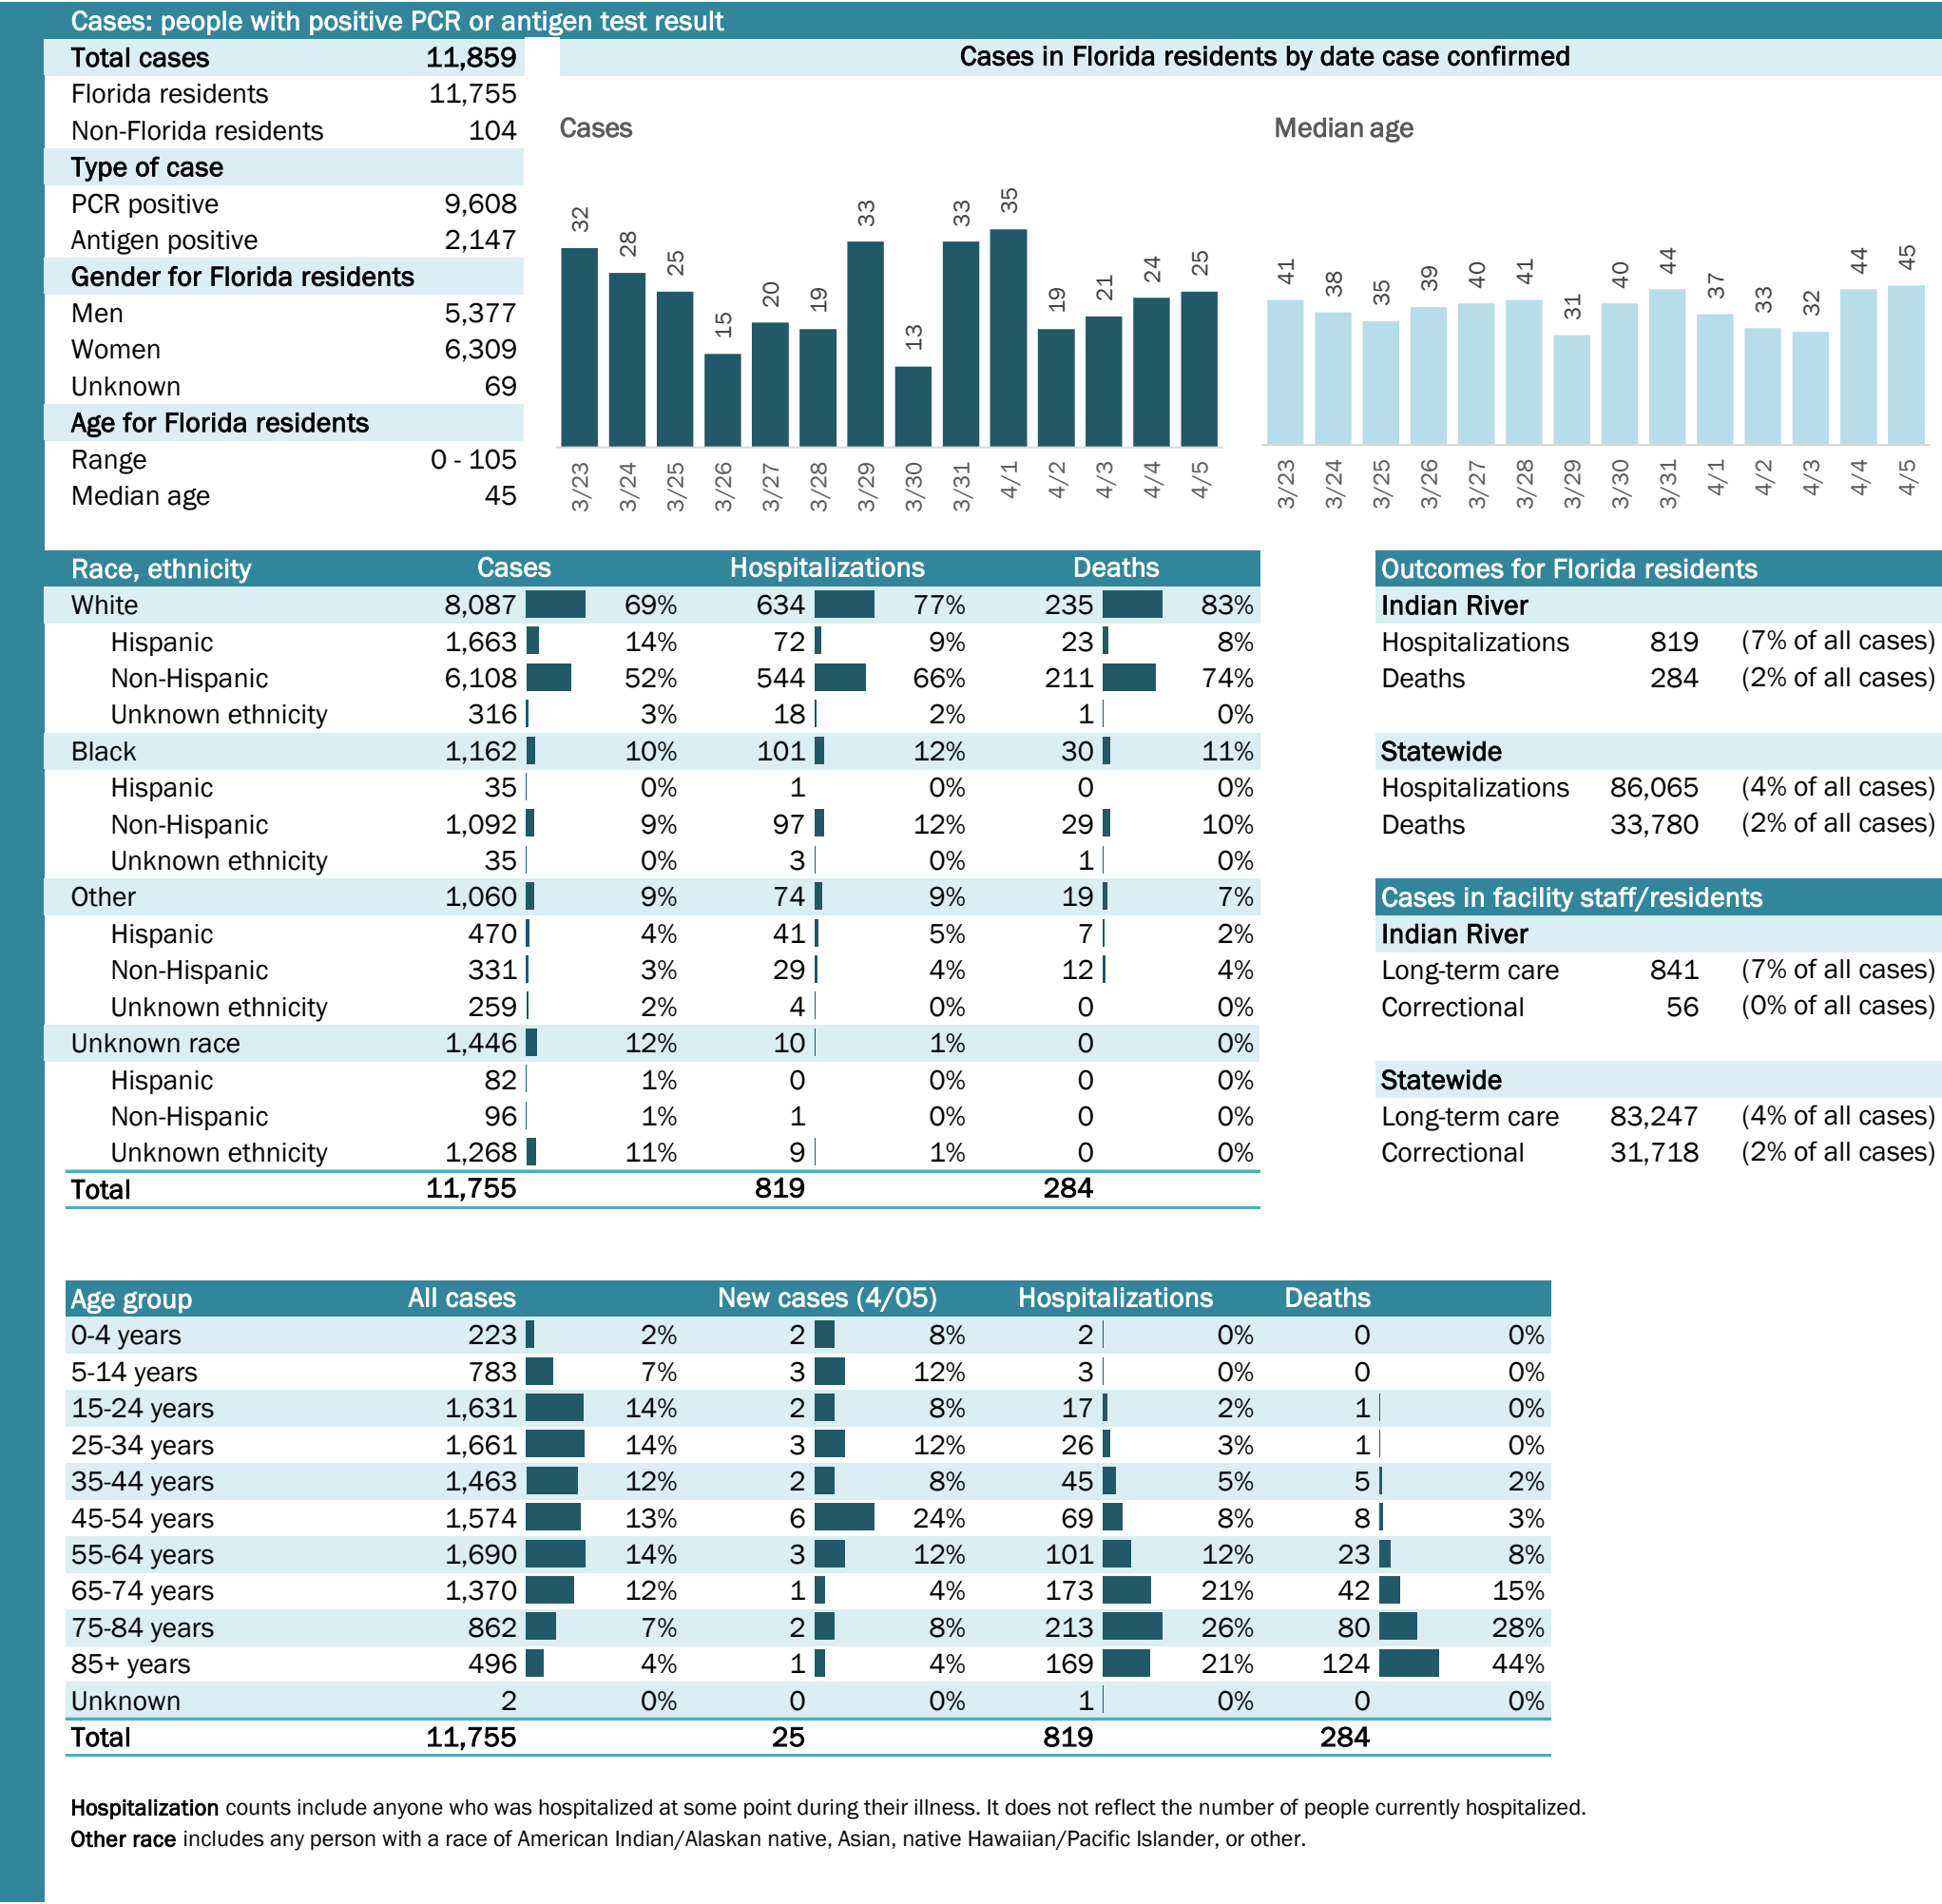 Cases: people with positive PCR or antigen test result
Total cases 11,859
Florida residents 11,755
Non-Florida residents 104
Type of case
PCR positive 9,608
Antigen positive 2,147
Gender for Florida residents
Men 5,377
Women 6,309
Unknown 69
Age for Florida residents
Range 0 - 105
Median age 45
Cases in Florida residents by date case confirmed
Cases
32 28 25 15 20 19 33 13 33 35 19 21 24 25
3/23 3/24 3/25 3/26 3/27 3/28 3/29 3/30 3/31 4/1 4/2 4/3 4/4 4/5
Median age
41 38 35 39 40 41 31 40 44 37 33 32 44 45
3/23 3/24 3/25 3/26 3/27 3/28 3/29 3/30 3/31 4/1 4/2 4/3 4/4 4/5
Race, ethnicity Cases Hospitalizations Deaths
White 8,087 69% 634 77% 235 83%
Hispanic 1,663 14% 72 9% 23 8%
Non-Hispanic 6,108 52% 544 66% 211 74%
Unknown ethnicity 316 3% 18 2% 1 0%
Black 1,162 10% 101 12% 30 11%
Hispanic 35 0% 1 0% 0 0%
Non-Hispanic 1,092 9% 97 12% 29 10%
Unknown ethnicity 35 0% 3 0% 1 0%
Other 1,060 9% 74 9% 19 7%
Hispanic 470 4% 41 5% 7 2%
Non-Hispanic 331 3% 29 4% 12 4%
Unknown ethnicity 259 2% 4 0% 0 0%
Unknown race 1,446 12% 10 1% 0 0%
Hispanic 82 1% 0 0% 0 0%
Non-Hispanic 96 1% 1 0% 0 0%
Unknown ethnicity 1,268 11% 9 1% 0 0%
Total 11,755 819 284
Outcomes for Florida residents
Indian River
Hospitalizations 819 (7% of all cases)
Deaths 284 (2% of all cases)
Statewide
Hospitalizations 86,065 (4% of all cases)
Deaths 33,780 (2% of all cases)
Cases in facility staff/residents
Indian River
Long-term care 841 (7% of all cases)
Correctional 56 (0% of all cases)
Statewide
Long-term care 83,247 (4% of all cases)
Correctional 31,718 (2% of all cases)
Age group All cases New cases (4/05) Hospitalizations Deaths
0-4 years 223 2% 2 8% 2 0% 0 0%
5-14 years 783 7% 3 12% 3 0% 0 0%
15-24 years 1,631 14% 2 8% 17 2% 1 0%
25-34 years 1,661 14% 3 12% 26 3% 1 0%
35-44 years 1,463 12% 2 8% 45 5% 5 2%
45-54 years 1,574 13% 6 24% 69 8% 8 3%
55-64 years 1,690 14% 3 12% 101 12% 23 8%
65-74 years 1,370 12% 1 4% 173 21% 42 15%
75-84 years 862 7% 2 8% 213 26% 80 28%
85+ years 496 4% 1 4% 169 21% 124 44%
Unknown 2 0% 0 0% 1 0% 0 0%
Total 11,755 25 819 284
Hospitalization counts include anyone who was hospitalized at some point during their illness. It does not reflect the number of people currently hospitalized.
Other race includes any person with a race of American Indian/Alaskan native, Asian, native Hawaiian/Pacific Islander, or other.